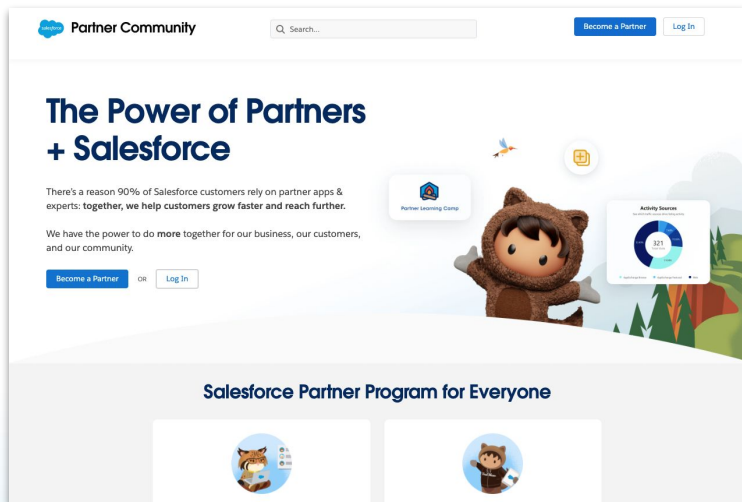 salesforce
Partner Community
Search...
Become a Partner
Log In
The Power of Partners
+ Salesforce
There's a reason 90% of Salesforce customers rely on partner apps &
experts: together, we help customers grow faster and reach further.
We have the power to do more together for our business, our customers,
and our community.
Become a Partner
OR
Log In
Partner Learning Camp
Activity Sources
321
Salesforce Partner Program for Everyone